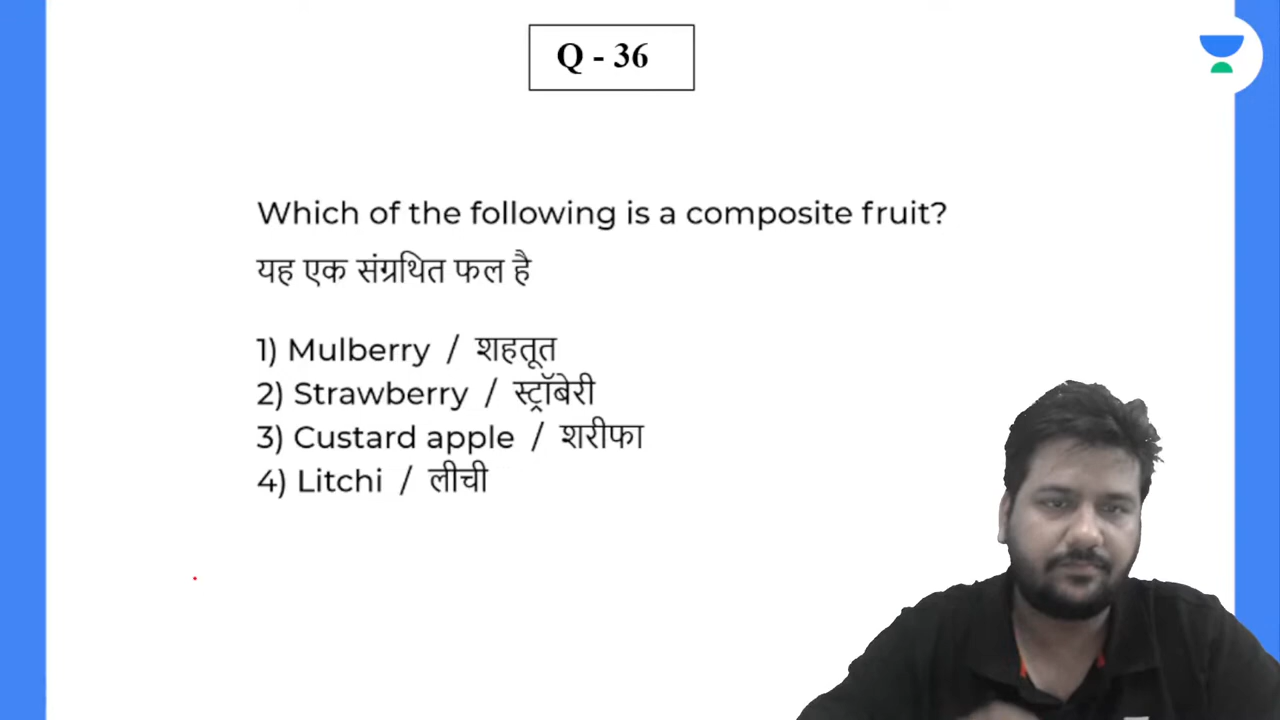 Q - 36
Which of the following is a composite fruit?
यह एक संग्रथित फल है
1) Mulberry / शहतूत
2) Strawberry / स्ट्रॉबेरी
3) Custard apple / शरीफा
4) Litchi / लीची